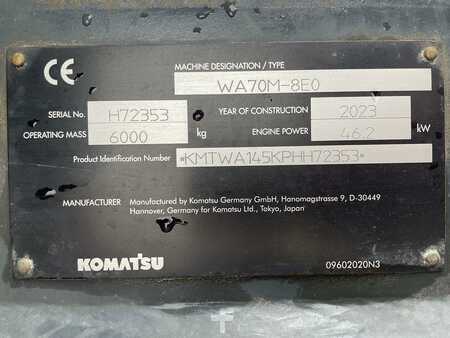 CE
MACHINE DESIGNATION / TYPE
WA70M-8E0
SERIAL No. H72353 YEAR OF CONSTRUCTION 2023
OPERATING MASS 6000 kg ENGINE POWER 46.2 kW
Product Identification Number *KMTWA145KPHH72353*
MANUFACTURER Manufactured by Komatsu Germany GmbH, Hanomagstrasse 9, D-30449
Hannover, Germany for Komatsu Ltd., Tokyo, Japan
KOMATSU
09602020N3